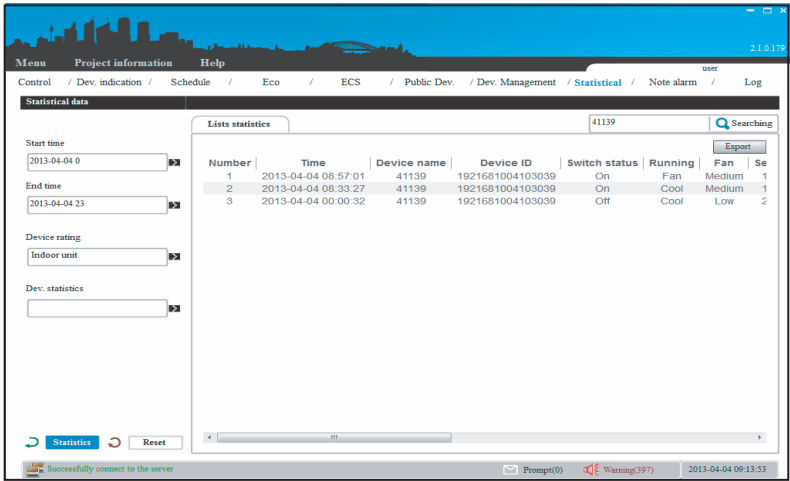 2.1.0.179
Menu Project information Help
user
Control / Dev. indication / Schedule / Eco / ECS / Public Dev. / Dev. Management / Statistical / Note alarm / Log
Statistical data
Lists statistics
41139
Searching
Export
Start time
2013-04-04 0
End time
2013-04-04 23
Device rating
Indoor unit
Dev. statistics
Number Time Device name Device ID Switch status Running Fan Se
1 2013-04-04 08:57:01 41139 1921681004103039 On Fan Medium 1
2 2013-04-04 08:33:27 41139 1921681004103039 On Cool Medium 1
3 2013-04-04 00:00:32 41139 1921681004103039 Off Cool Low 2
Statistics Reset
Successfully connect to the server
Prompt(0) Warning(397) 2013-04-04 09:13:53